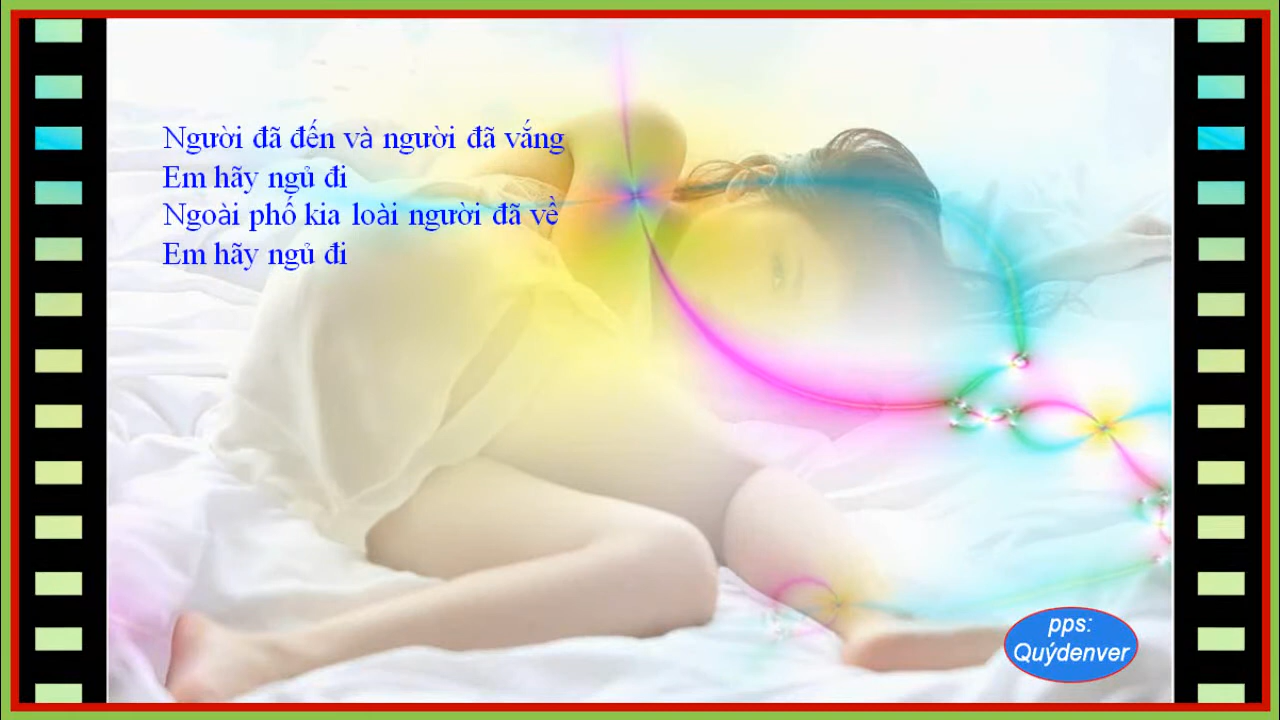 Người đã đến và người đã vắng
Em hãy ngủ đi
Ngoài phố kia loài người đã về
Em hãy ngủ đi
pps:
Quýdenver